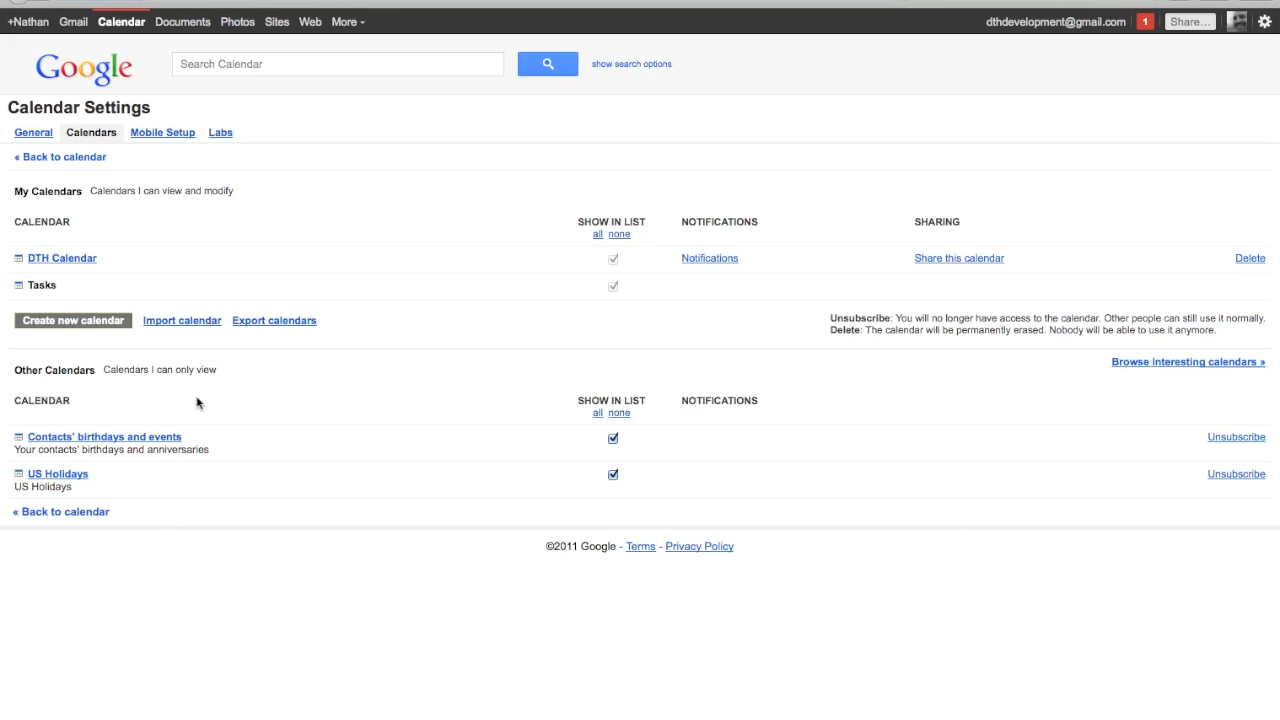 +Nathan Gmail Calendar Documents Photos Sites Web More dthdevelopment@gmail.com 1 Share...
Google Search Calendar show search options
Calendar Settings
General Calendars Mobile Setup Labs
« Back to calendar
My Calendars Calendars I can view and modify
CALENDAR SHOW IN LIST NOTIFICATIONS SHARING
all none
DTH Calendar Notifications Share this calendar Delete
Tasks
Create new calendar Import calendar Export calendars
Unsubscribe: You will no longer have access to the calendar. Other people can still use it normally.
Delete: The calendar will be permanently erased. Nobody will be able to use it anymore.
Browse interesting calendars »
Other Calendars Calendars I can only view
CALENDAR SHOW IN LIST NOTIFICATIONS
all none
Contacts' birthdays and events Unsubscribe
Your contacts' birthdays and anniversaries
US Holidays Unsubscribe
US Holidays
« Back to calendar
©2011 Google - Terms - Privacy Policy